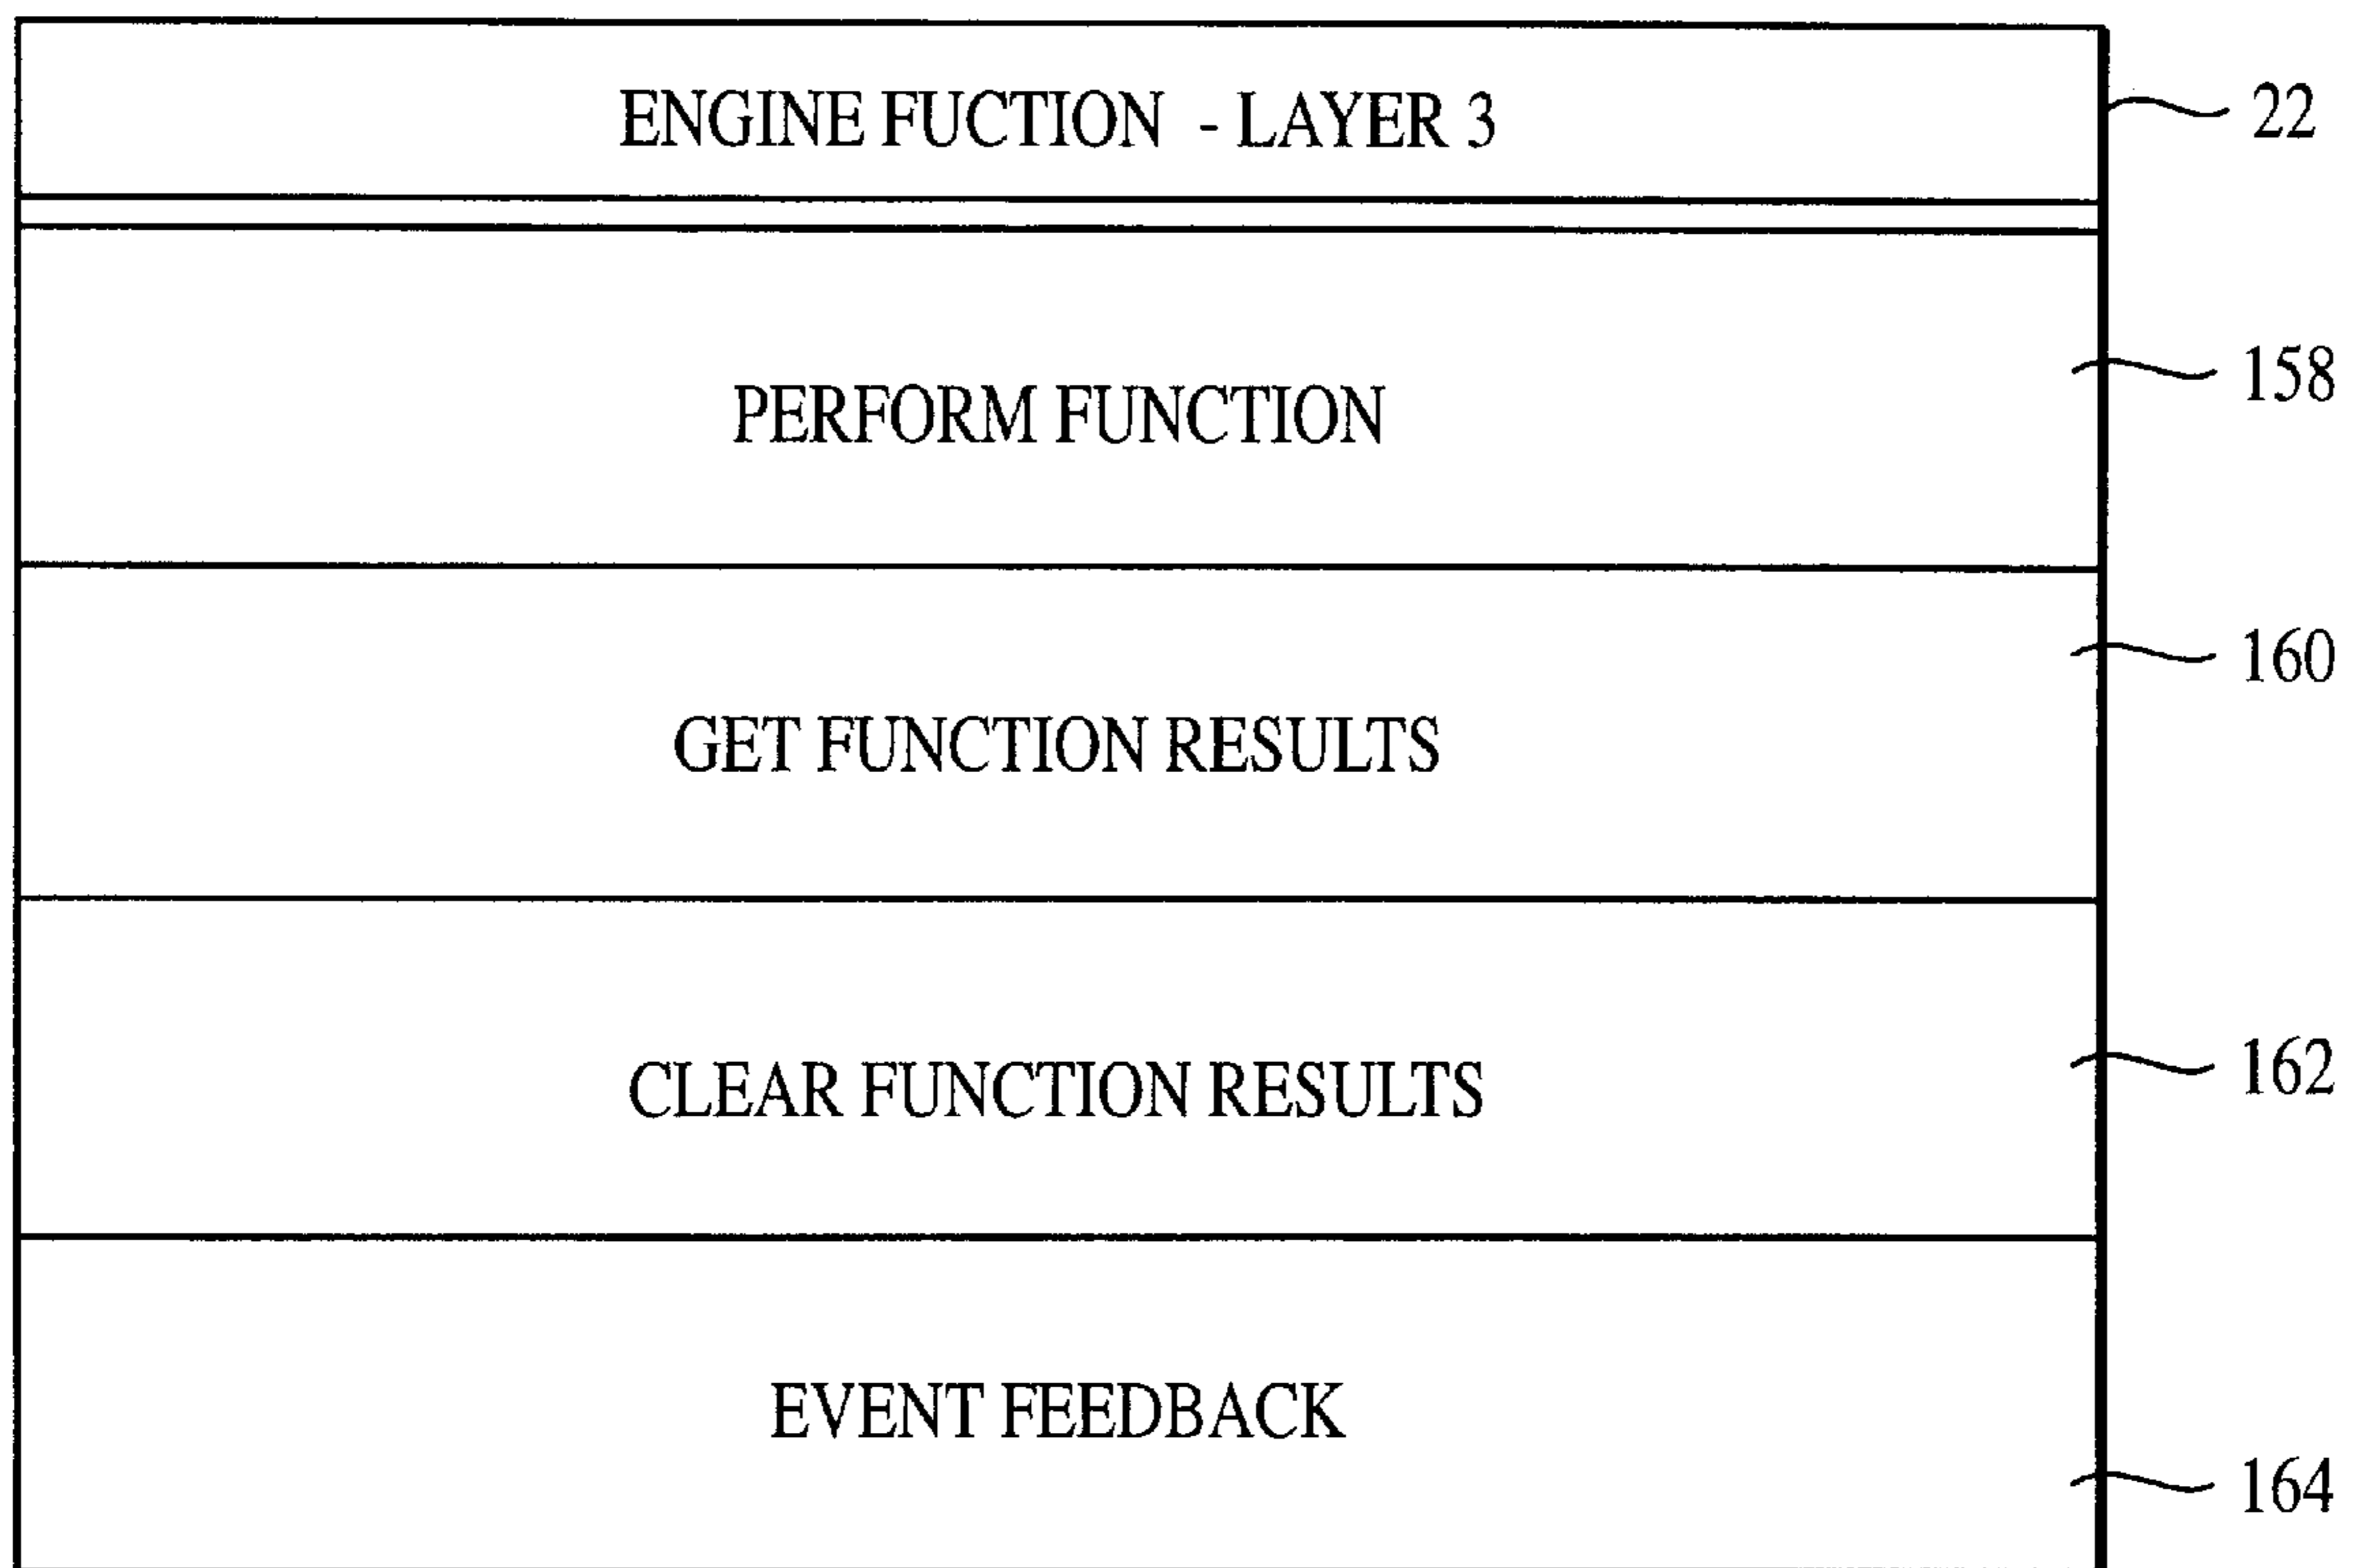 ENGINE FUCTION - LAYER 3
22
PERFORM FUNCTION
158
GET FUNCTION RESULTS
160
CLEAR FUNCTION RESULTS
162
EVENT FEEDBACK
164